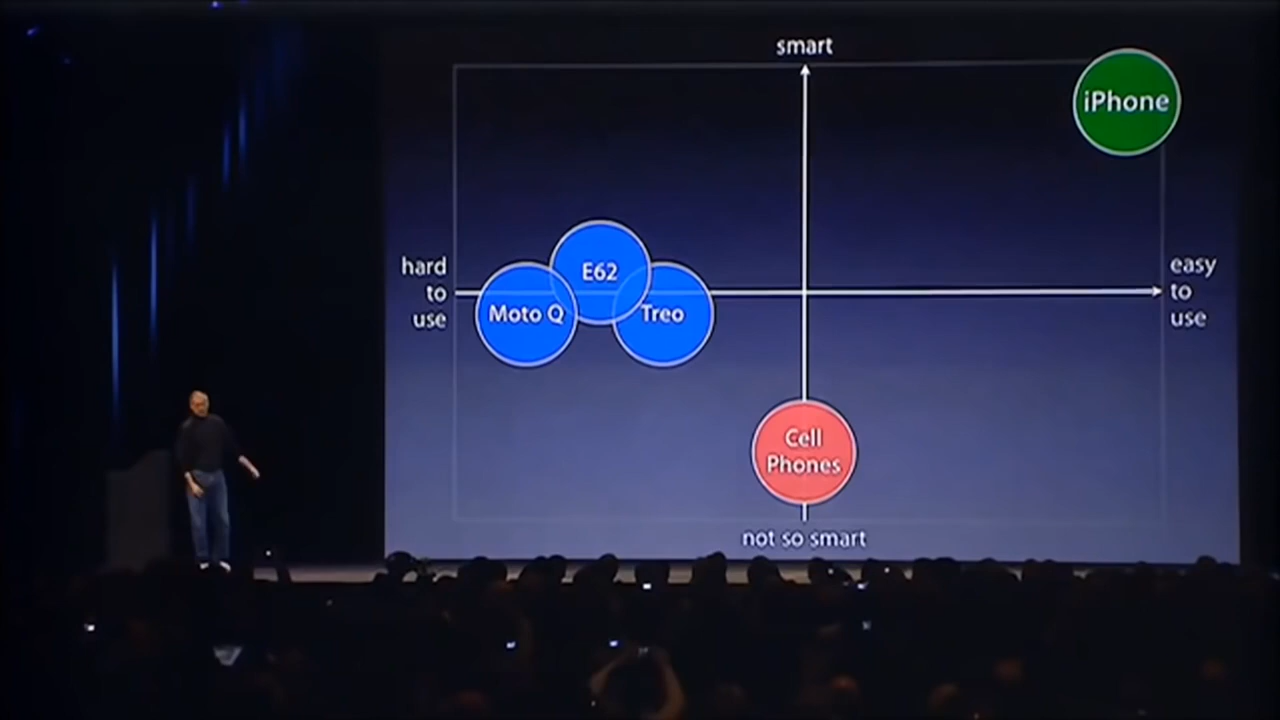 smart
iPhone
hard
to
use
E62
Moto Q
Treo
easy
to
use
Cell
Phones
not so smart